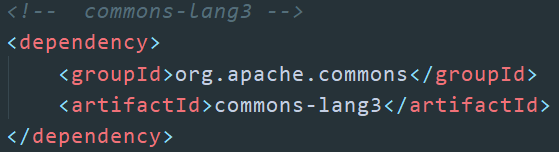 <!--  commons-lang3 -->
<dependency>
    <groupId>org.apache.commons</groupId>
    <artifactId>commons-lang3</artifactId>
</dependency>